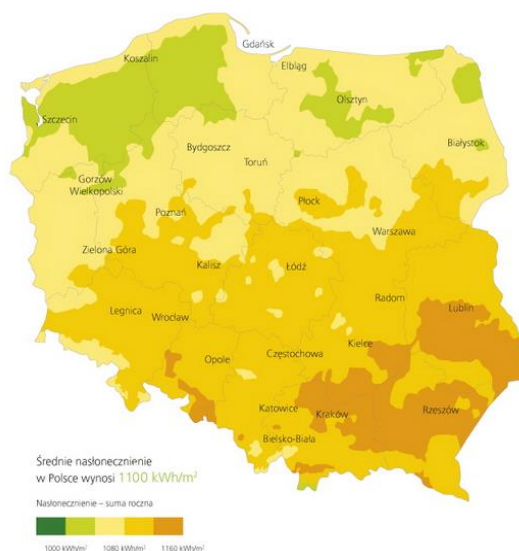 Gdańsk
Koszalin
Elbląg
Olsztyn
Szczecin
Bydgoszcz
Białystok
Toruń
Gorzów
Wielkopolski
Płock
Poznań
Warszawa
Zielona Góra
Kalisz
Łódź
Radom
Legnica
Wrocław
Lublin
Kielce
Opole
Częstochowa
Katowice
Kraków
Rzeszów
Bielsko-Biała
Średnie nasłonecznienie
w Polsce wynosi 1100 kWh/m²
Nasłonecznienie – suma roczna
1000 kWh/m² 1080 kWh/m² 1160 kWh/m²